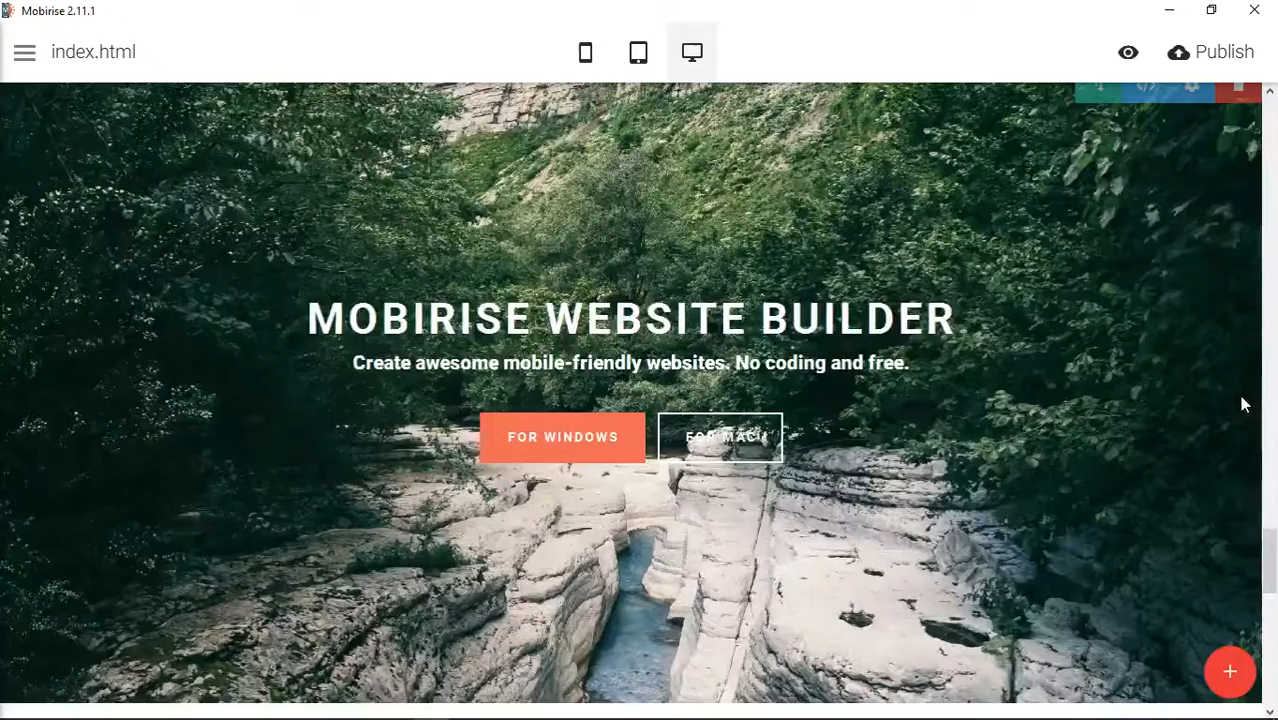 Mobirise 2.11.1
index.html
Publish
MOBIRISE WEBSITE BUILDER
Create awesome mobile-friendly websites. No coding and free.
FOR WINDOWS
FOR MAC